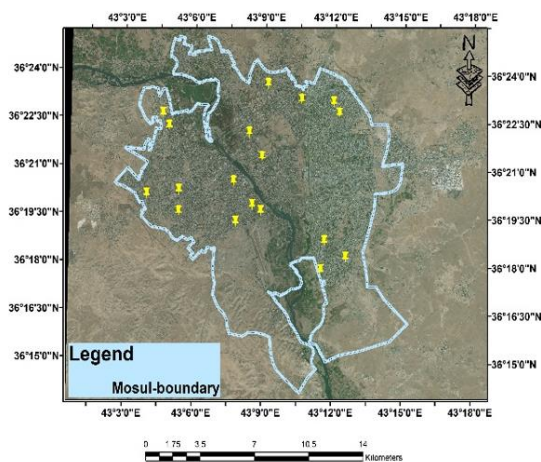 43°3'0"E 43°6'0"E 43°9'0"E 43°12'0"E 43°15'0"E 43°18'0"E
N
36°24'0"N 36°24'0"N
36°22'30"N 36°22'30"N
36°21'0"N 36°21'0"N
36°19'30"N 36°19'30"N
36°18'0"N 36°18'0"N
36°16'30"N 36°16'30"N
36°15'0"N 36°15'0"N
Legend
Mosul-boundary
43°3'0"E 43°6'0"E 43°9'0"E 43°12'0"E 43°15'0"E 43°18'0"E
0 1.75 3.5 7 10.5 14
Kilometers